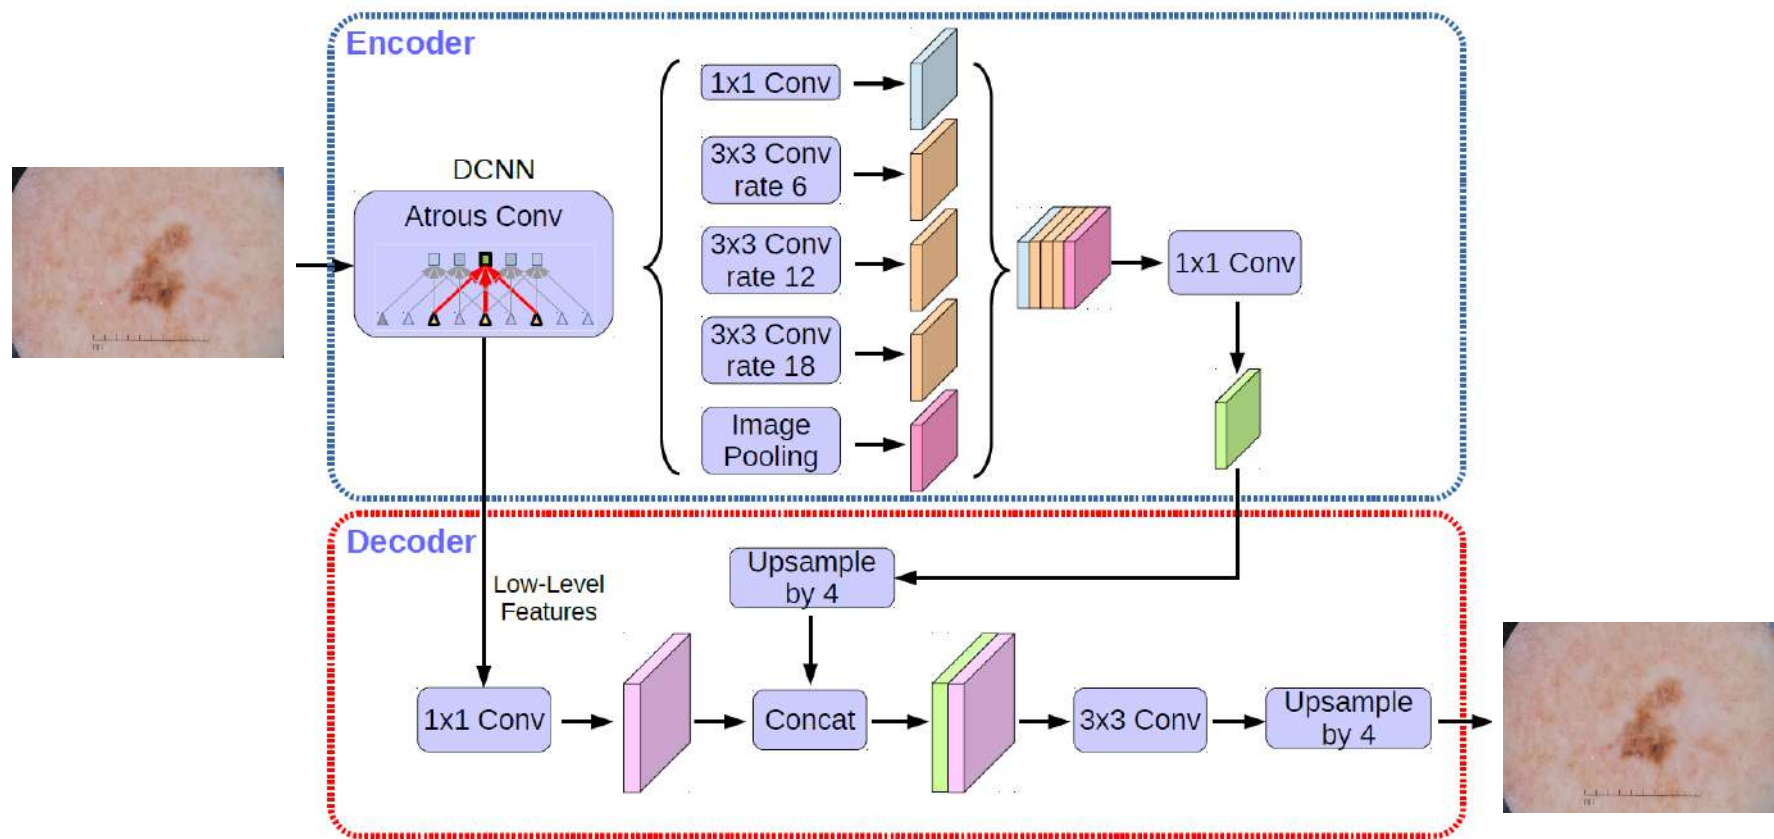 Encoder
DCNN
Atrous Conv
1x1 Conv
3x3 Conv
rate 6
3x3 Conv
rate 12
3x3 Conv
rate 18
Image
Pooling
1x1 Conv
Decoder
Low-Level
Features
Upsample
by 4
1x1 Conv
Concat
3x3 Conv
Upsample
by 4